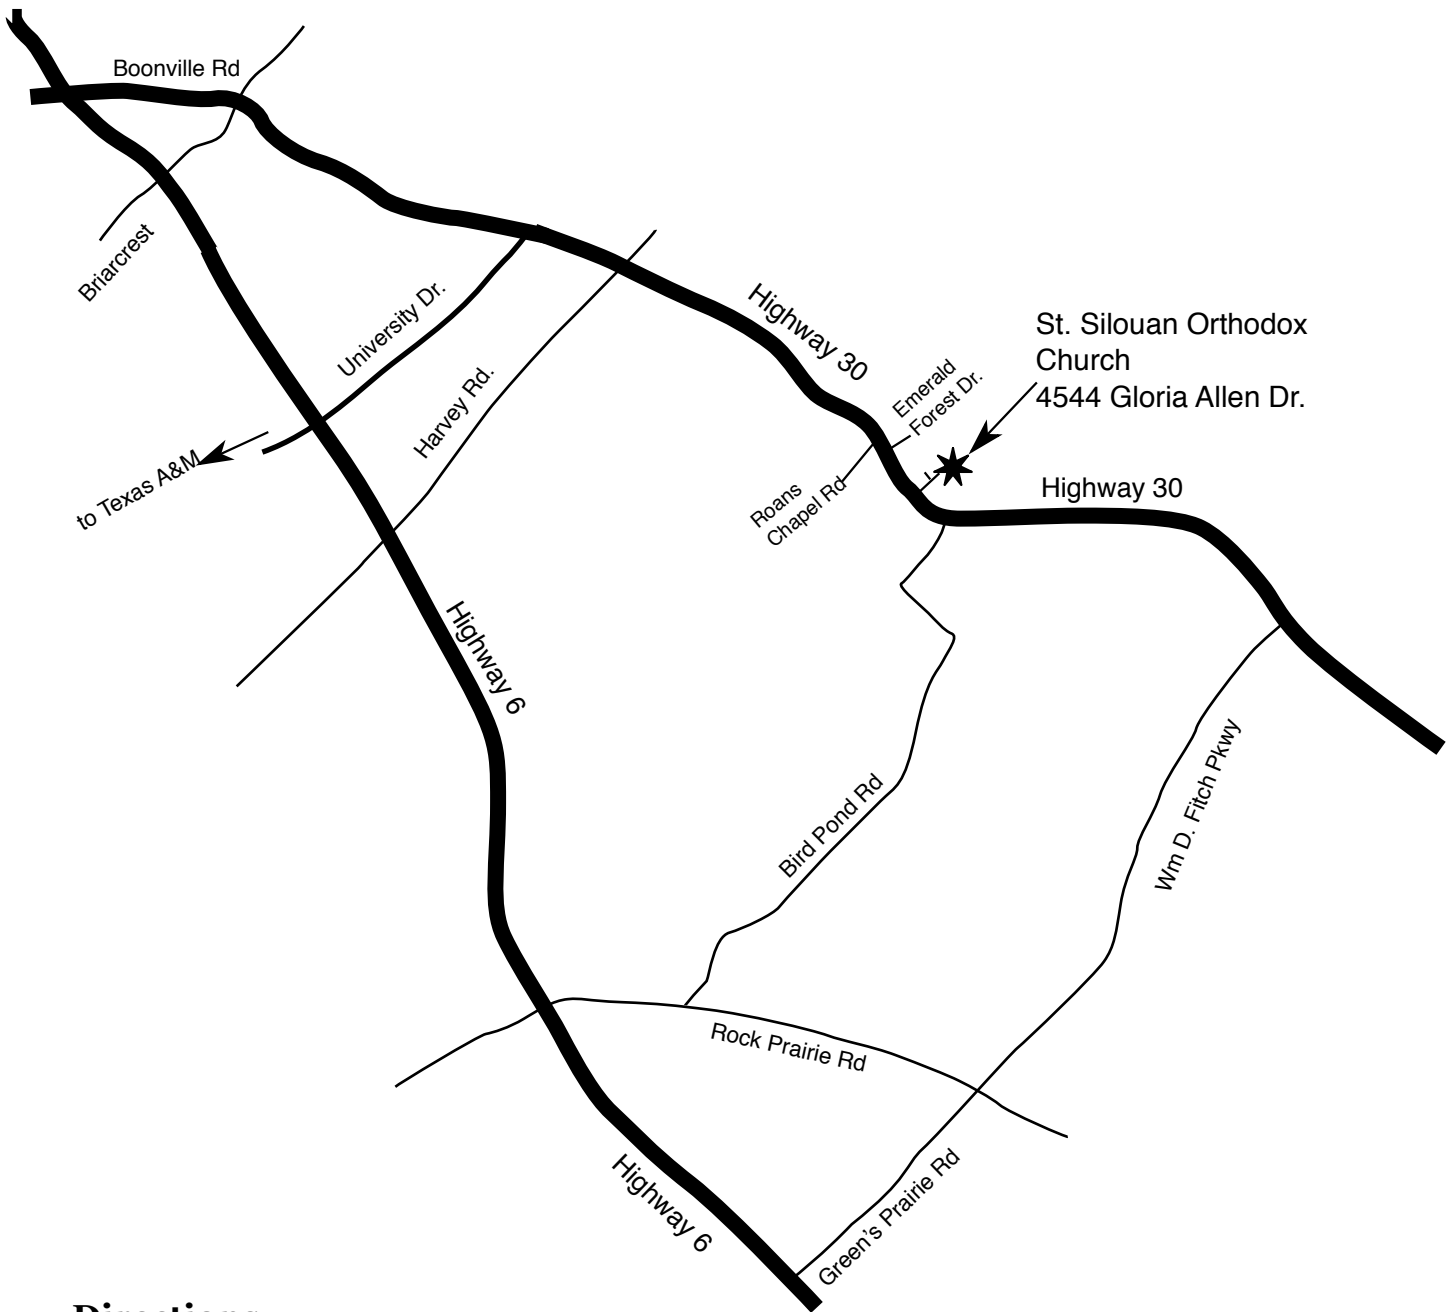 Boonville Rd
Briarcrest
University Dr.
Harvey Rd.
to Texas A&M
Highway 30
Emerald
Forest Dr.
St. Silouan Orthodox
Church
4544 Gloria Allen Dr.
Roans
Chapel Rd
Highway 30
Highway 6
Bird Pond Rd
Wm D. Fitch Pkwy
Rock Prairie Rd
Highway 6
Green's Prairie Rd
Directions